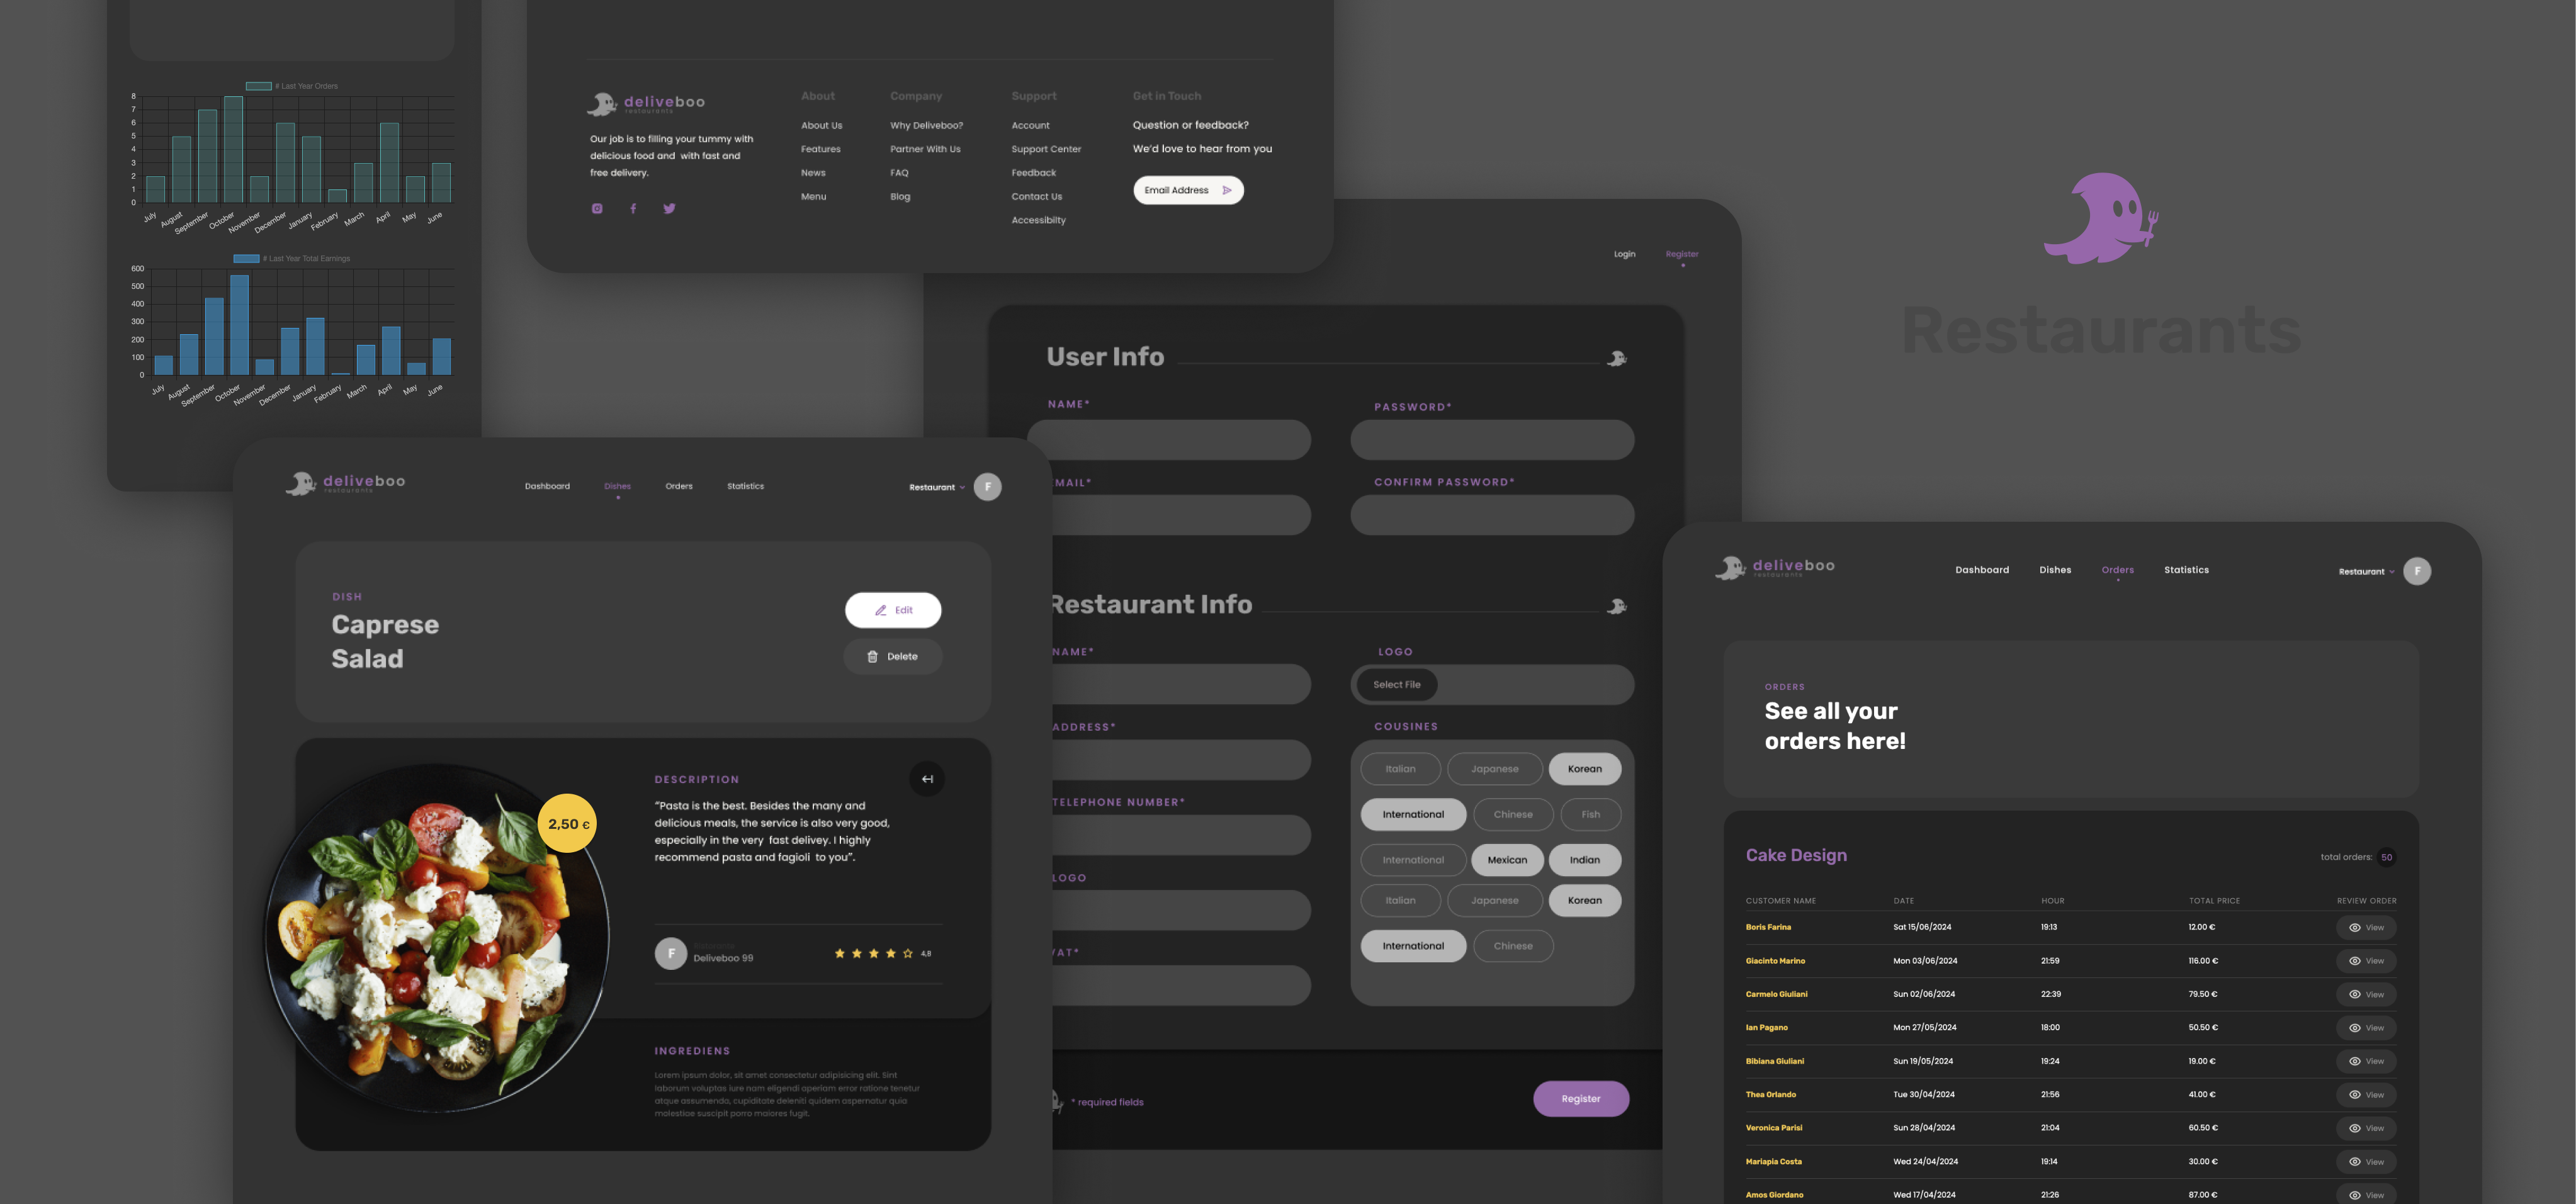 # Last Year Orders
8
7
6
5
4
3
2
1
0
July
August
September
October
November
December
January
February
March
April
May
June
# Last Year Total Earnings
600
500
400
300
200
100
0
July
August
September
October
November
December
January
February
March
April
May
June
deliveboo
restaurants
Our job is to filling your tummy with
delicious food and with fast and
free delivery.
About
About Us
Features
News
Menu
Company
Why Deliveboo?
Partner With Us
FAQ
Blog
Support
Account
Support Center
Feedback
Contact Us
Accessibilty
Get in Touch
Question or feedback?
We'd love to hear from you
Email Address
Restaurants
Login
Register
User Info
NAME*
PASSWORD*
MAIL*
CONFIRM PASSWORD*
Restaurant Info
NAME*
LOGO
Select File
ADDRESS*
COUSINES
Italian
Japanese
Korean
International
Chinese
Fish
International
Mexican
Indian
Italian
Japanese
Korean
International
Chinese
TELEPHONE NUMBER*
LOGO
VAT*
* required fields
Register
deliveboo
restaurants
Dashboard
Dishes
Orders
Statistics
Restaurant
F
DISH
Caprese
Salad
Edit
Delete
2,50 €
DESCRIPTION
"Pasta is the best. Besides the many and
delicious meals, the service is also very good,
especially in the very fast delivey. I highly
recommend pasta and fagioli to you".
F
Deliveboo 99
4,8
INGREDIENS
Lorem ipsum dolor, sit amet consectetur adipisicing elit. Sint
laborum voluptas iure nam eligendi aperiam error ratione tenetur
atque assumenda, cupiditate deleniti quidem aspernatur quia
molestiae suscipit porro maiores fugit.
deliveboo
restaurants
Dashboard
Dishes
Orders
Statistics
Restaurant
F
ORDERS
See all your
orders here!
Cake Design
total orders: 50
CUSTOMER NAME DATE HOUR TOTAL PRICE REVIEW ORDER
Boris Farina Sat 15/06/2024 19:13 12.00 € View
Giacinto Marino Mon 03/06/2024 21:59 116.00 € View
Carmelo Giuliani Sun 02/06/2024 22:39 79.50 € View
Ian Pagano Mon 27/05/2024 18:00 50.50 € View
Bibiana Giuliani Sun 19/05/2024 19:24 19.00 € View
Thea Orlando Tue 30/04/2024 21:56 41.00 € View
Veronica Parisi Sun 28/04/2024 21:04 60.50 € View
Mariapia Costa Wed 24/04/2024 19:14 30.00 € View
Amos Giordano Wed 17/04/2024 21:26 87.00 € View